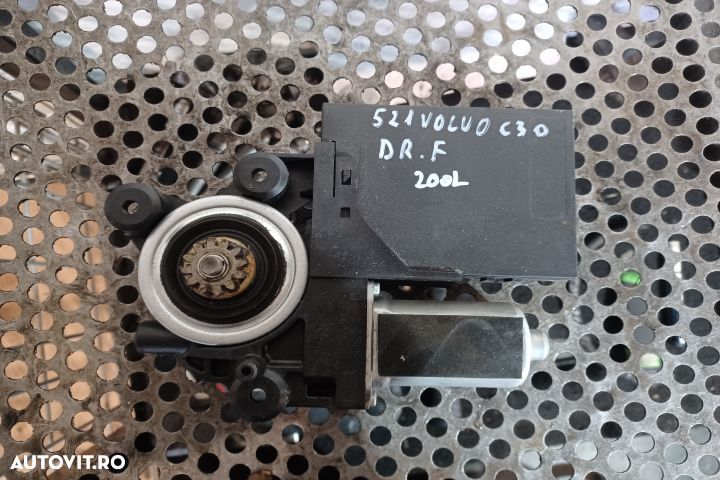 521 VOLVO C30
DR. F
200L
AUTOVIT.RO